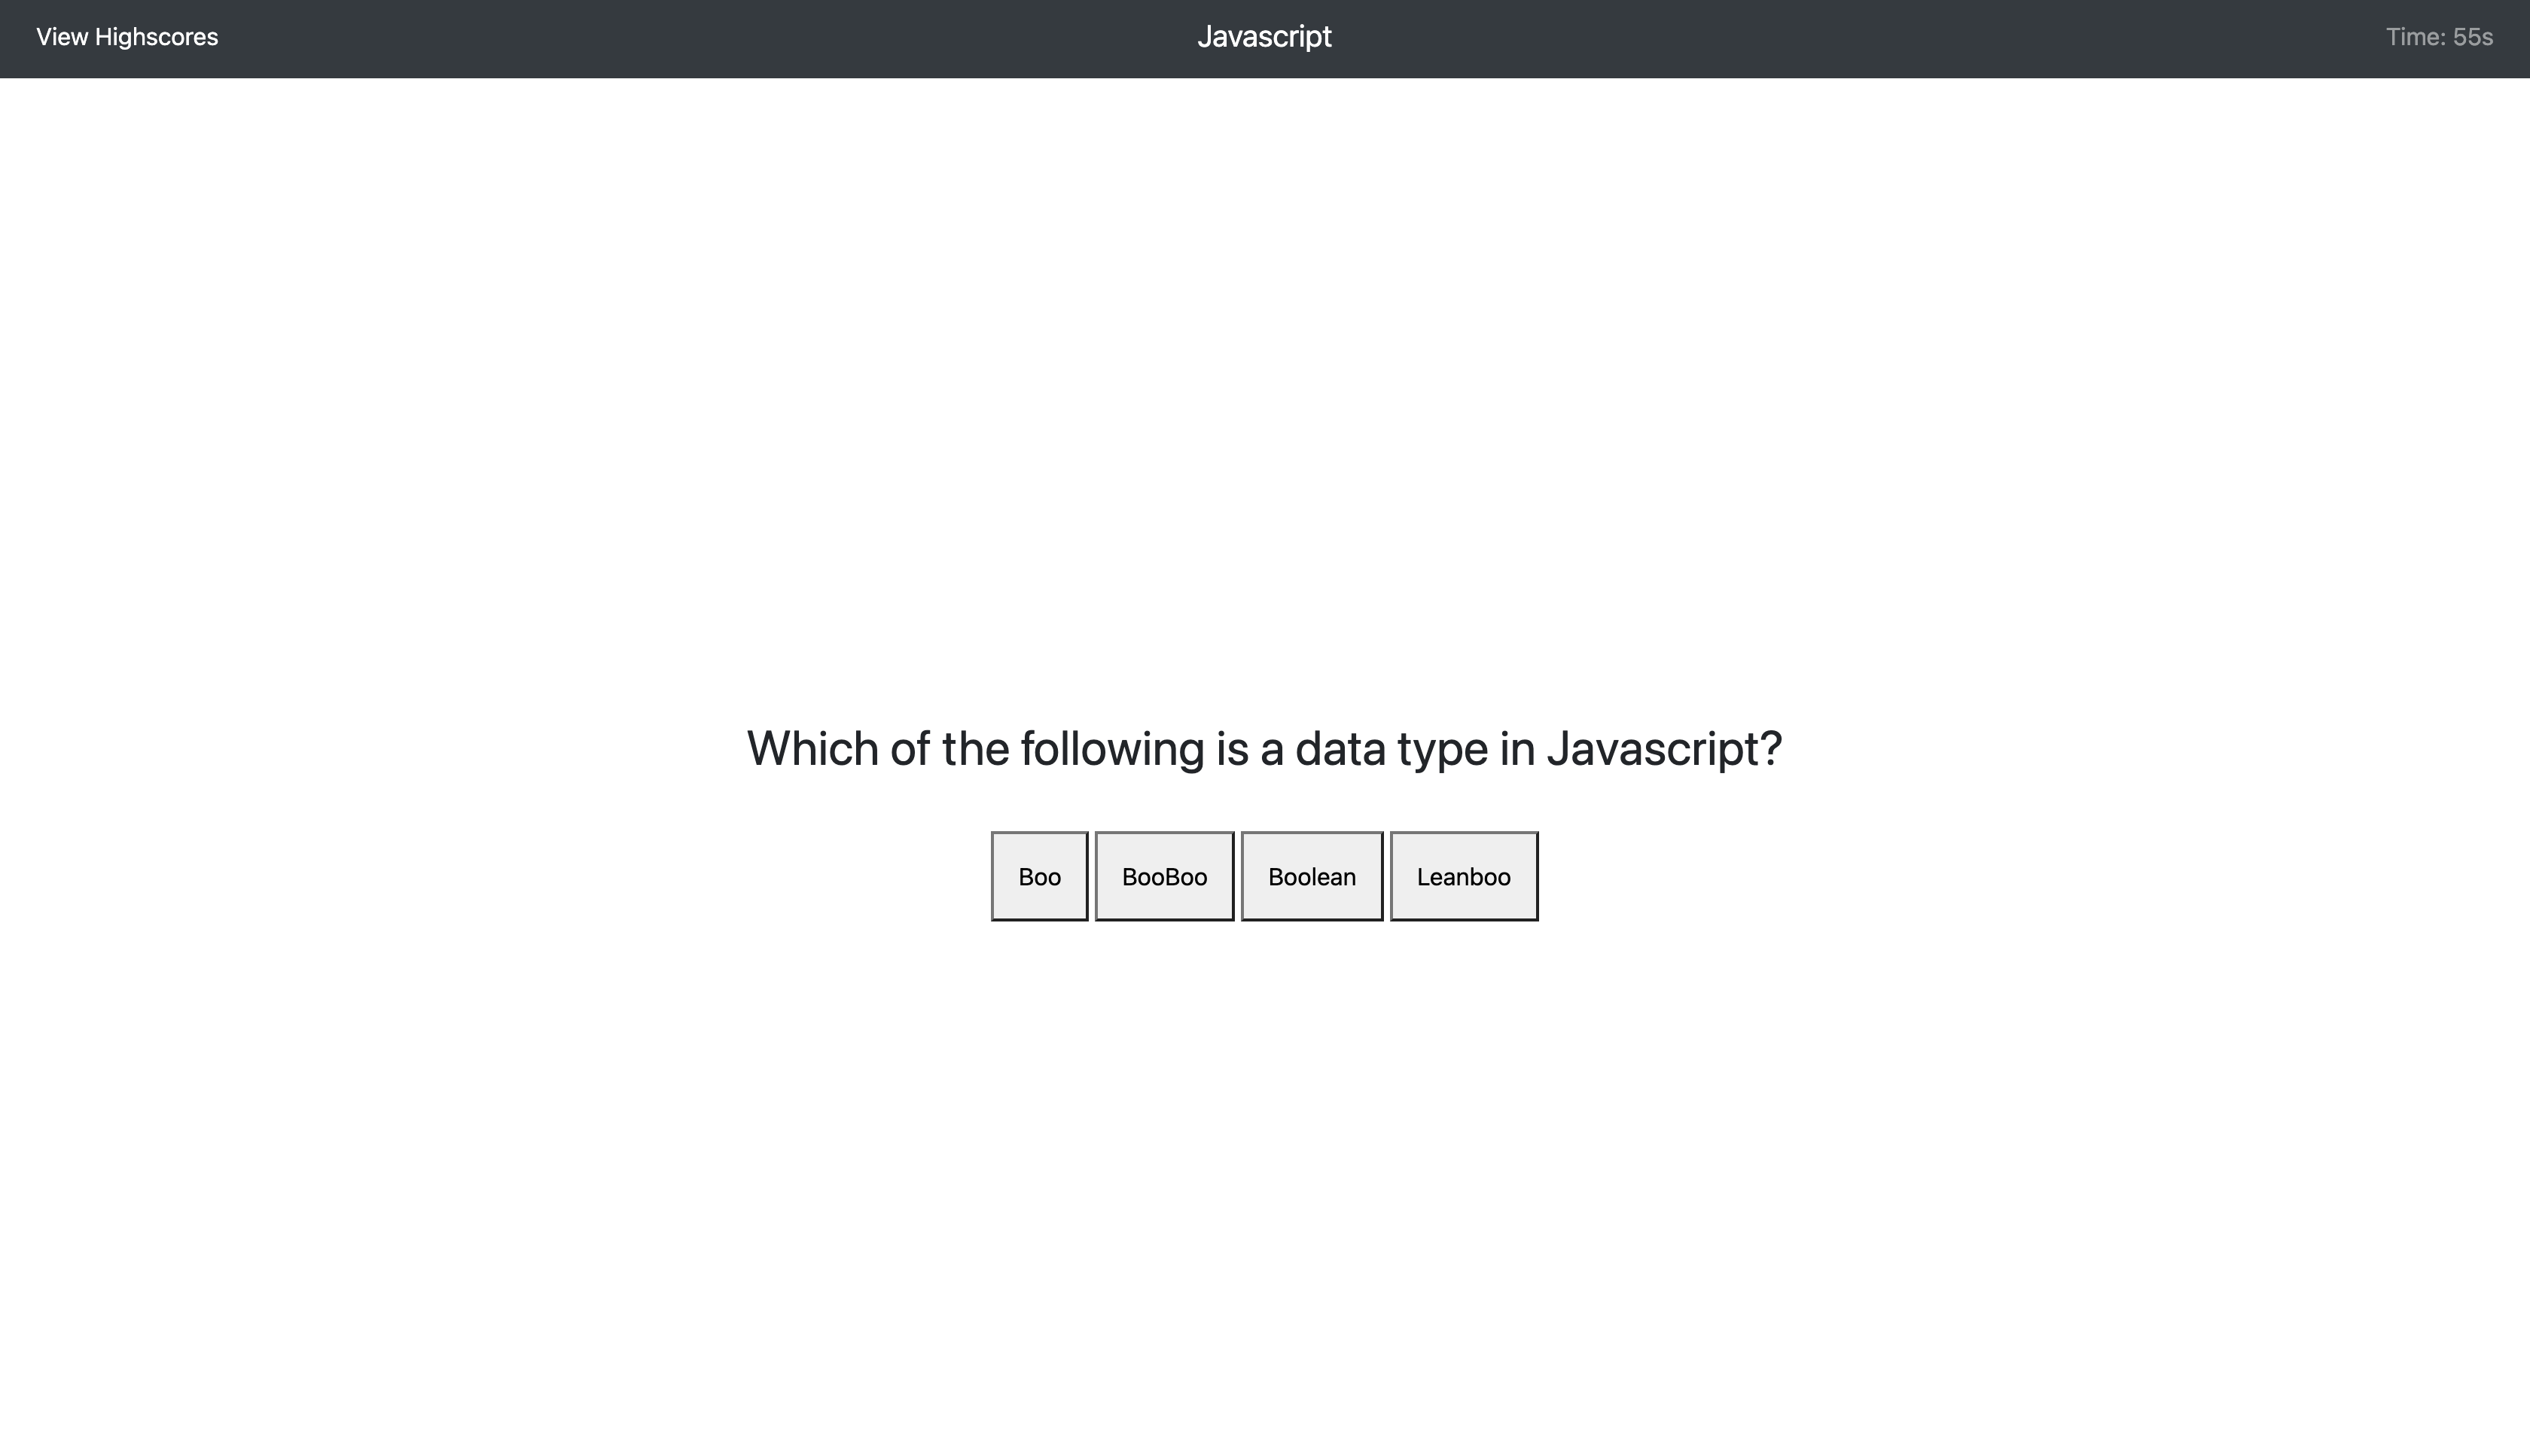 View Highscores Javascript Time: 55s
Which of the following is a data type in Javascript?
Boo BooBoo Boolean Leanboo